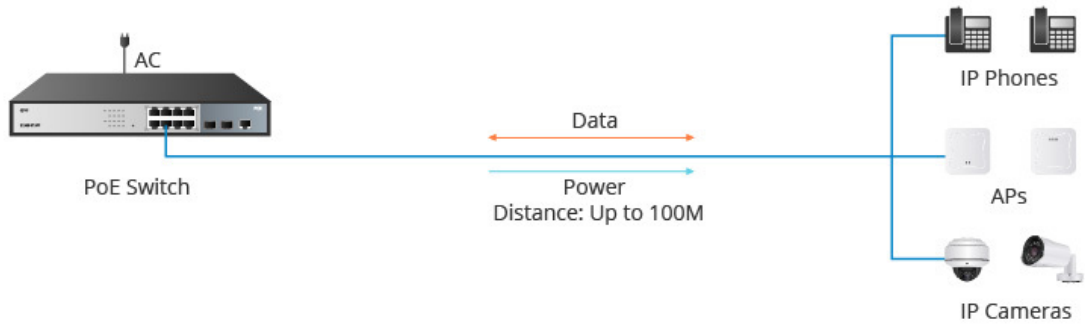 AC
PoE Switch
Data
Power
Distance: Up to 100M
IP Phones
APs
IP Cameras